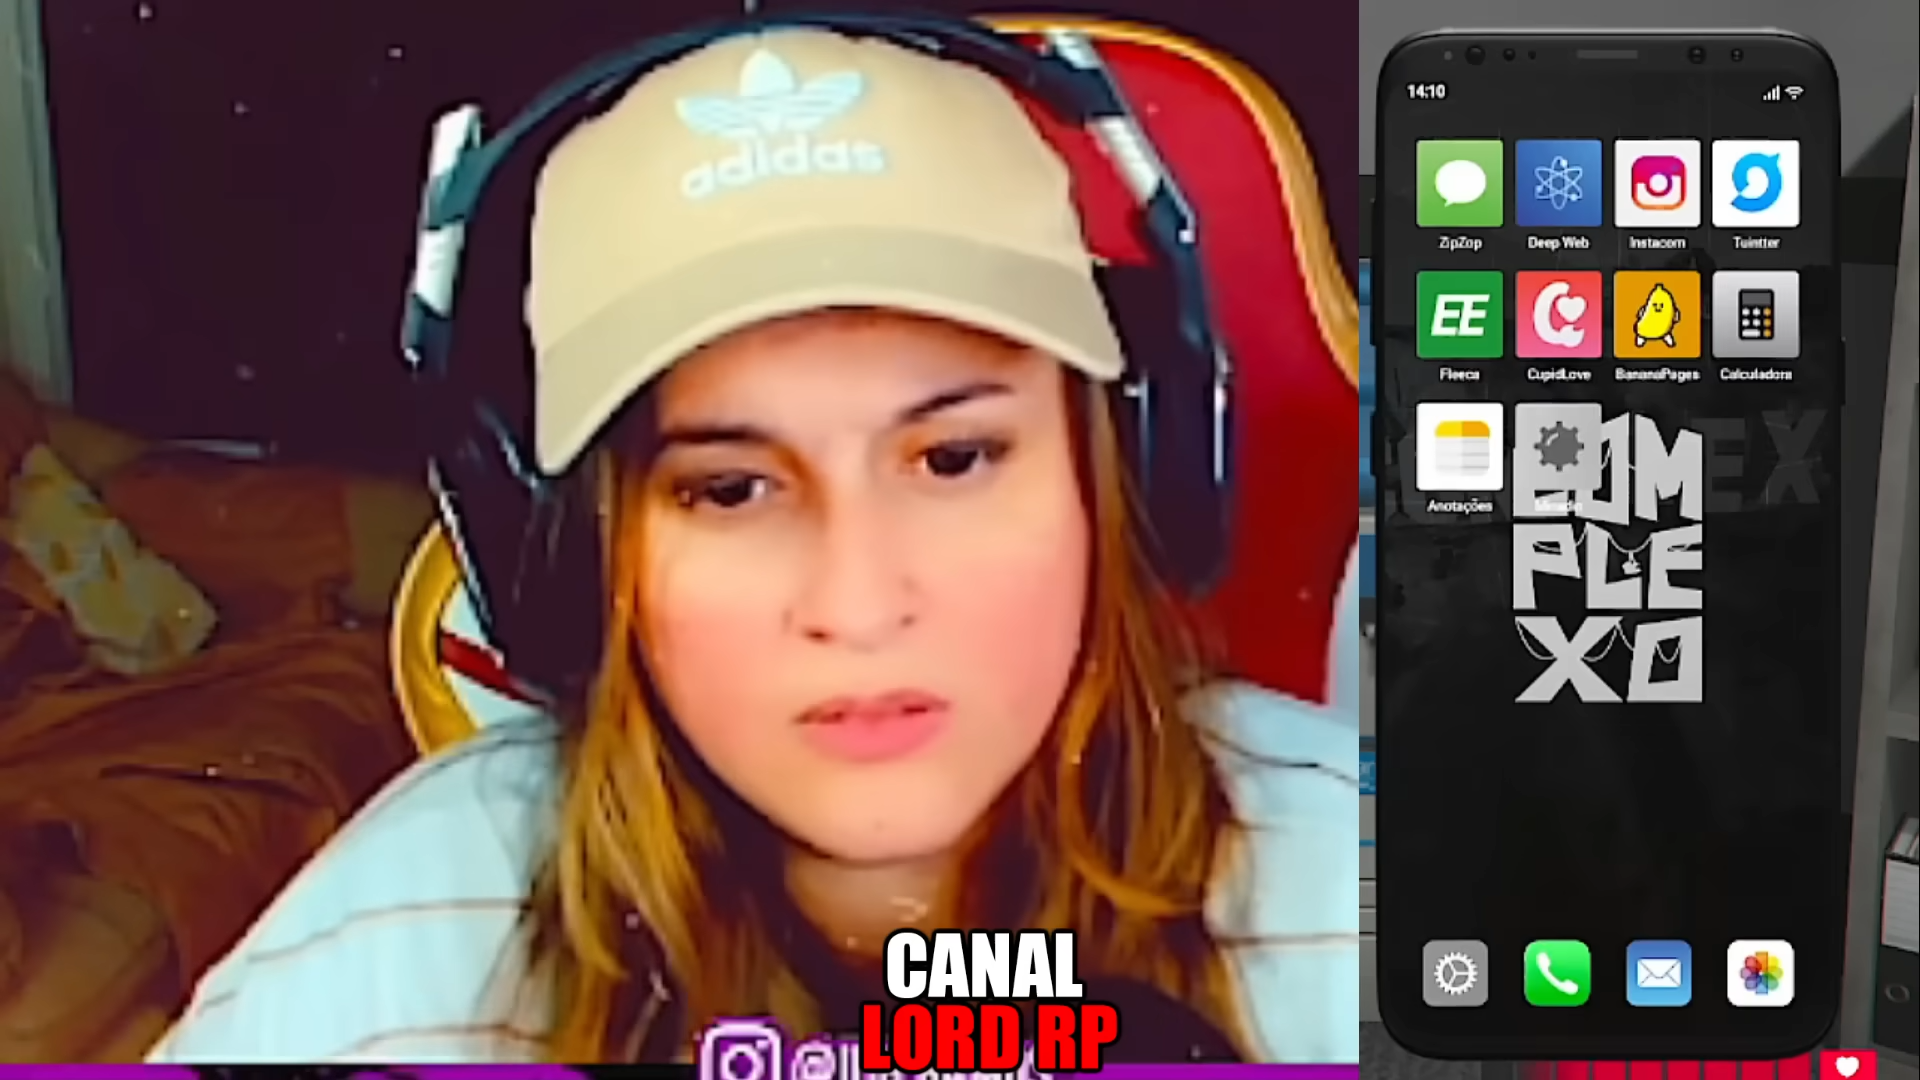 adidas
CANAL
LORD RP
14:10
ZipZop
Deep Web
Instacom
Tuintter
EE
Fleeca
CupidLove
BananaPages
Calculadora
Anotações
COM
PLE
XO